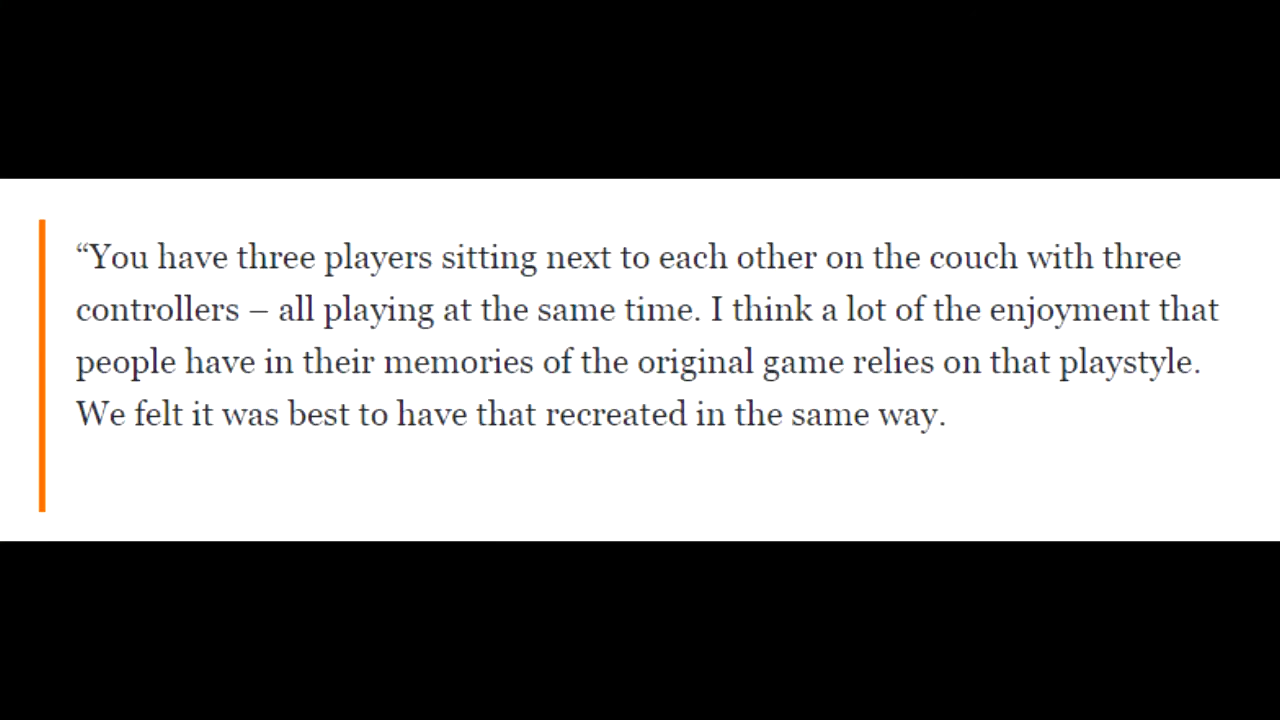 “You have three players sitting next to each other on the couch with three
controllers – all playing at the same time. I think a lot of the enjoyment that
people have in their memories of the original game relies on that playstyle.
We felt it was best to have that recreated in the same way.